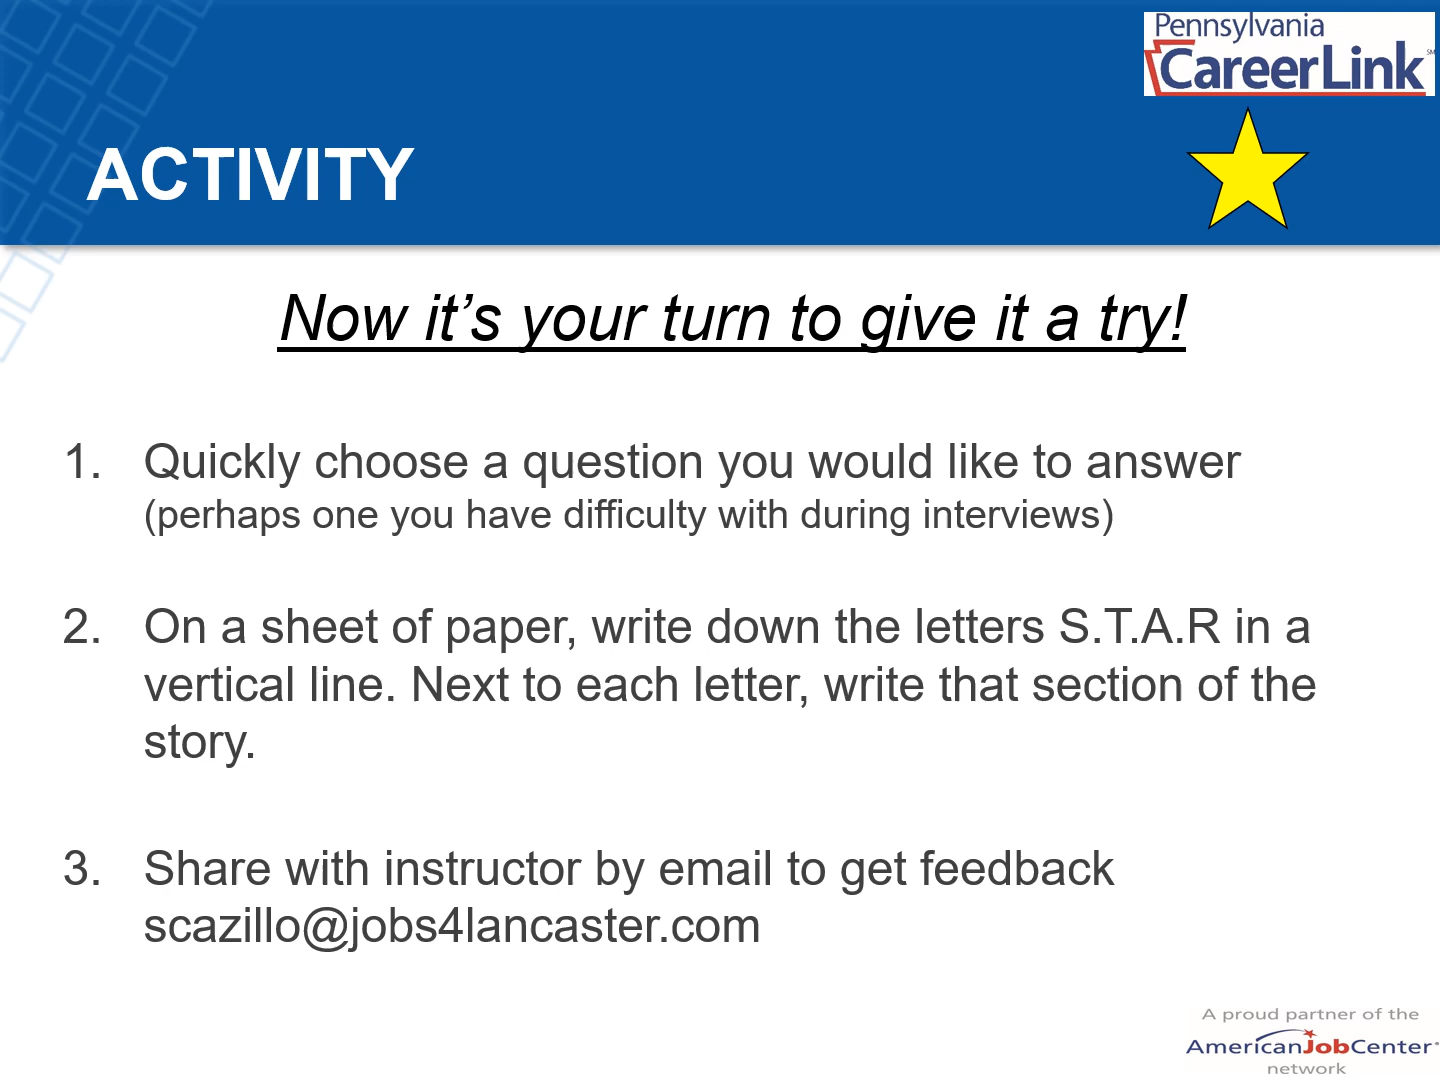 Pennsylvania
CareerLink
SM
ACTIVITY
Now it’s your turn to give it a try!
1. Quickly choose a question you would like to answer
(perhaps one you have difficulty with during interviews)
2. On a sheet of paper, write down the letters S.T.A.R in a
vertical line. Next to each letter, write that section of the
story.
3. Share with instructor by email to get feedback
scazillo@jobs4lancaster.com
A proud partner of the
AmericanJobCenter
network